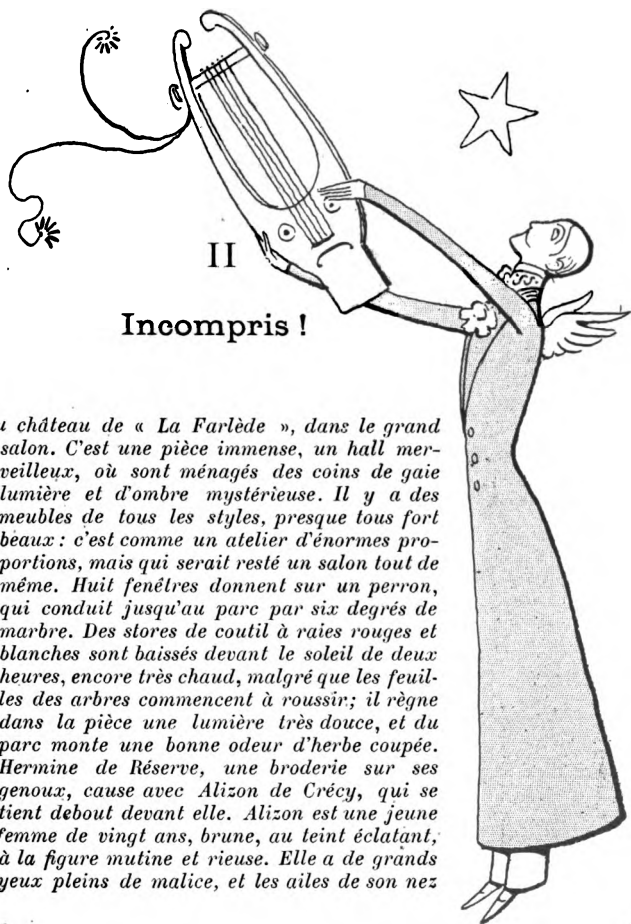 II
Incompris !
château de « La Farlède », dans le grand
salon. C'est une pièce immense, un hall mer-
veilleux, où sont ménagés des coins de gaie
lumière et d'ombre mystérieuse. Il y a des
meubles de tous les styles, presque tous fort
beaux : c'est comme un atelier d'énormes pro-
portions, mais qui serait resté un salon tout de
même. Huit fenêtres donnent sur un perron,
qui conduit jusqu'au parc par six degrés de
marbre. Des stores de coutil à raies rouges et
blanches sont baissés devant le soleil de deux
heures, encore très chaud, malgré que les feuil-
les des arbres commencent à roussir; il règne
dans la pièce une lumière très douce, et du
parc monte une bonne odeur d'herbe coupée.
Hermine de Réserve, une broderie sur ses
genoux, cause avec Alizon de Crécy, qui se
tient debout devant elle. Alizon est une jeune
femme de vingt ans, brune, au teint éclatant,
à la figure mutine et rieuse. Elle a de grands
yeux pleins de malice, et les ailes de son nez